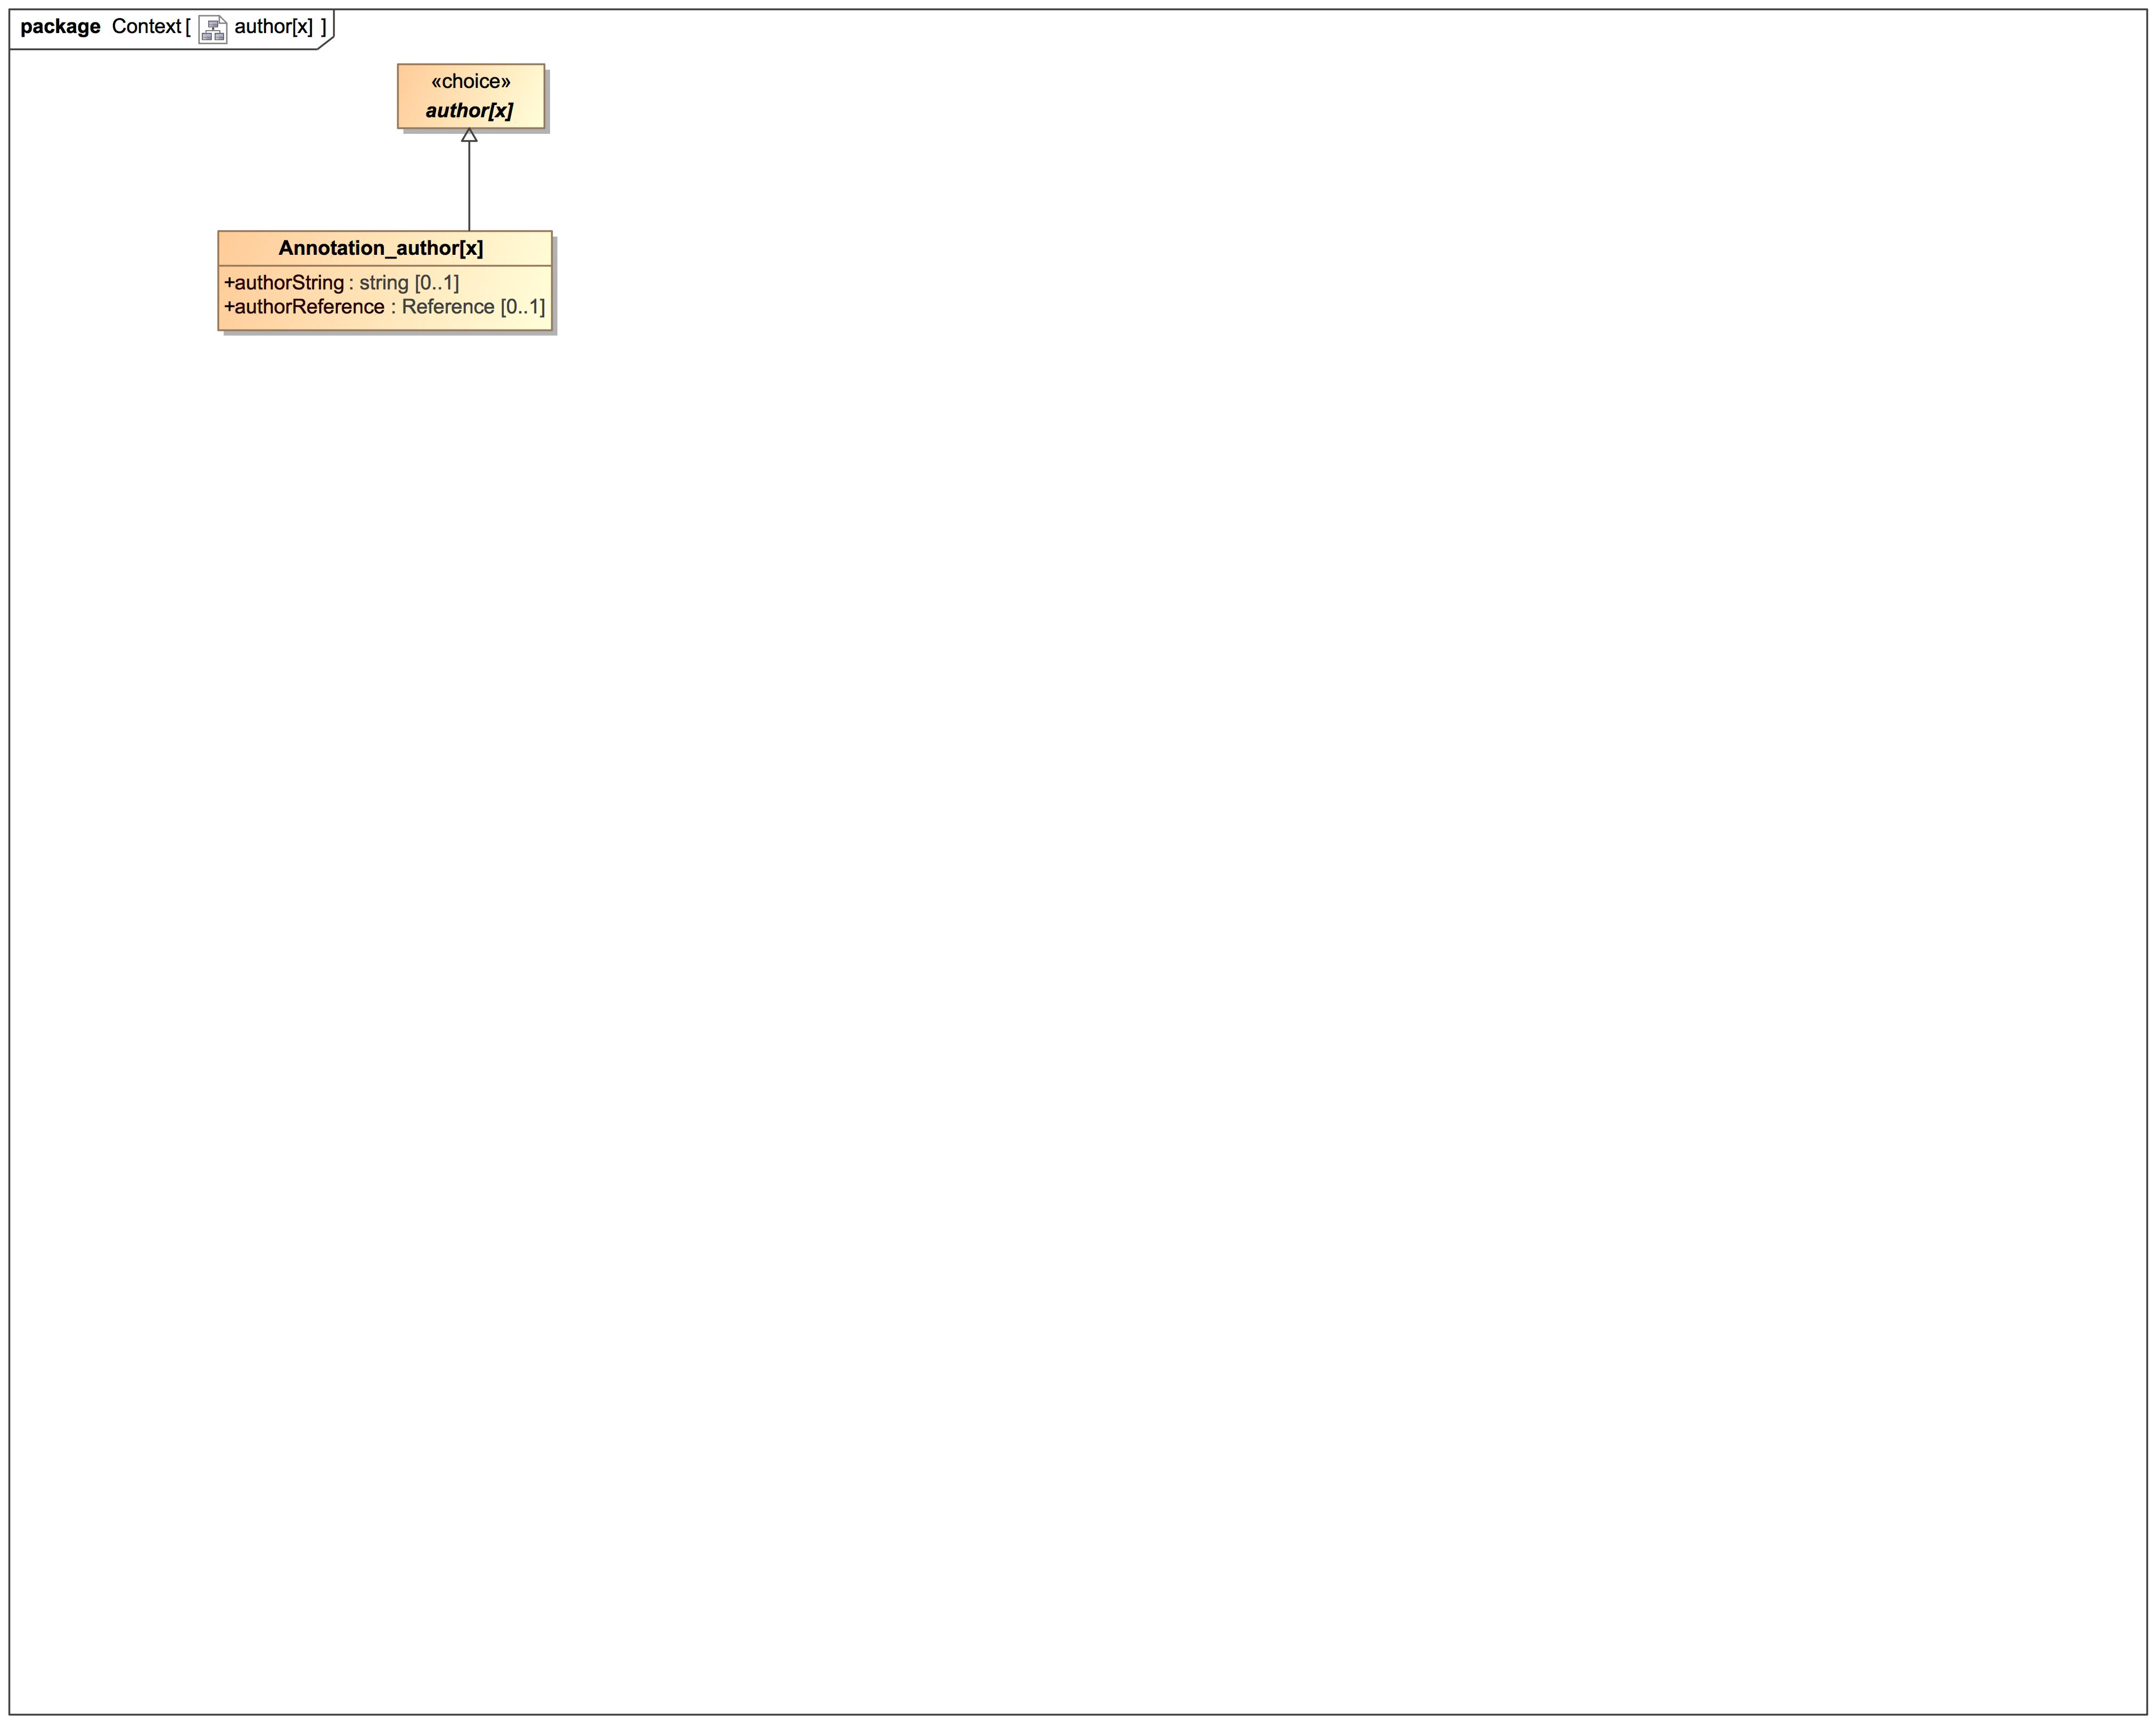 package Context [ author[x] ]
«choice»
author[x]
Annotation_author[x]
+authorString : string [0..1]
+authorReference : Reference [0..1]